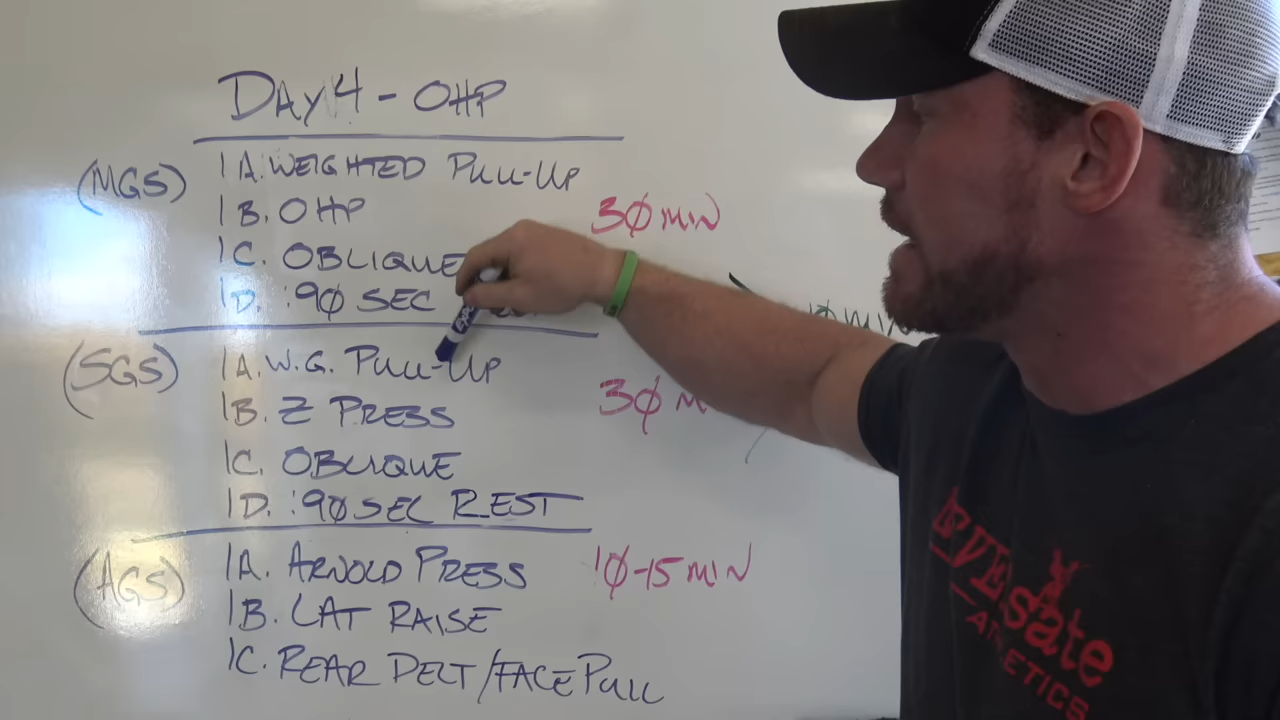 DAY 4 - OHP
(MGS)
1A. WEIGHTED PULL-UP
1B. OHP
30 MIN
1C. OBLIQUE
1D. :90 SEC
(SGS)
1A. W.G. PULL-UP
1B. Z PRESS
30 M
1C. OBLIQUE
1D. :90 SEC REST
(AGS)
1A. ARNOLD PRESS
10-15 MIN
1B. LAT RAISE
1C. REAR DELT/FACE PULL
EXPO
ATHLETICS